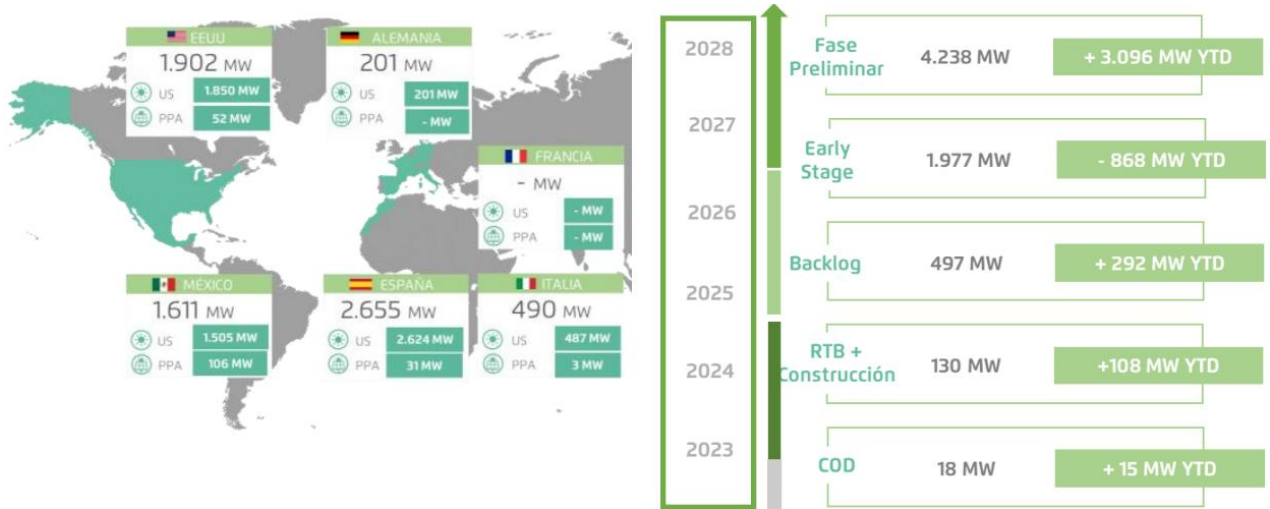 EEUU
1.902 MW
US 1.850 MW
PPA 52 MW
ALEMANIA
201 MW
US 201 MW
PPA - MW
FRANCIA
- MW
US - MW
PPA - MW
MÉXICO
1.611 MW
US 1.505 MW
PPA 106 MW
ESPAÑA
2.655 MW
US 2.624 MW
PPA 31 MW
ITALIA
490 MW
US 487 MW
PPA 3 MW
2028
2027
2026
2025
2024
2023
Fase
Preliminar
4.238 MW
+ 3.096 MW YTD
Early
Stage
1.977 MW
- 868 MW YTD
Backlog
497 MW
+ 292 MW YTD
RTB +
Construcción
130 MW
+108 MW YTD
COD
18 MW
+ 15 MW YTD